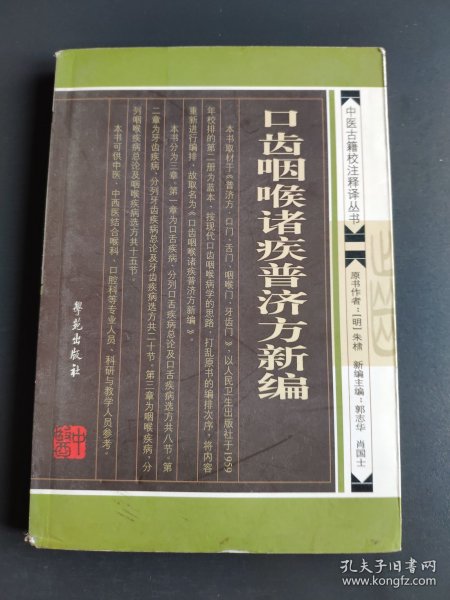 中医古籍校注释译丛书
原书作者：[明]朱橚 新编主编：郭志华 肖国士
口齿咽喉诸疾普济方新编
本书取材于《普济方·口门、舌门、咽喉门、牙齿门》，以人民卫生出版社于1959
年校排的第二册为蓝本，按现代口齿咽喉病学的思路，打乱原书的编排次序，将内容
重新进行编排，故取名为《口齿咽喉诸疾普济方新编》。
本书分为三章，第一章为口舌疾病，分列口舌疾病总论及口舌疾病选方共八节；第
二章为牙齿疾病，分列牙齿疾病总论及牙齿疾病选方共二十节；第三章为咽喉疾病，分
列咽喉疾病总论及咽喉疾病选方共十五节。
本书可供中医、中西医结合喉科、口腔科等专业人员、科研与教学人员参考。
學苑出版社
孔夫子旧书网
www.kongfz.com